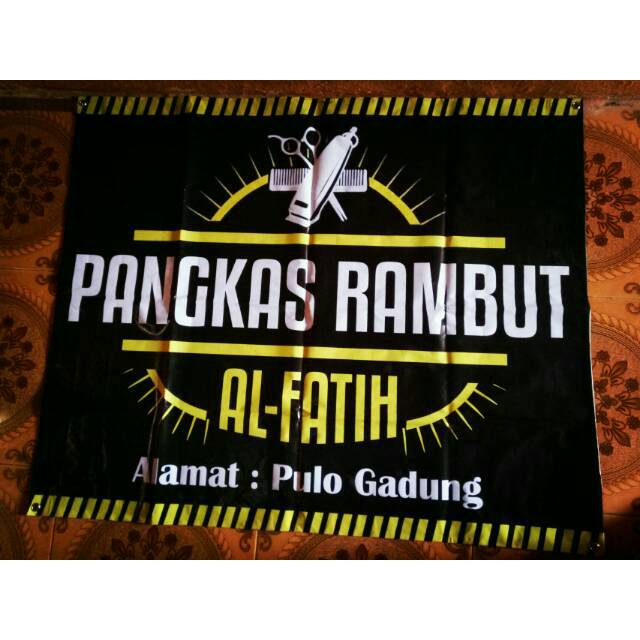 PANGKAS RAMBUT
AL-FATIH
Alamat : Pulo Gadung